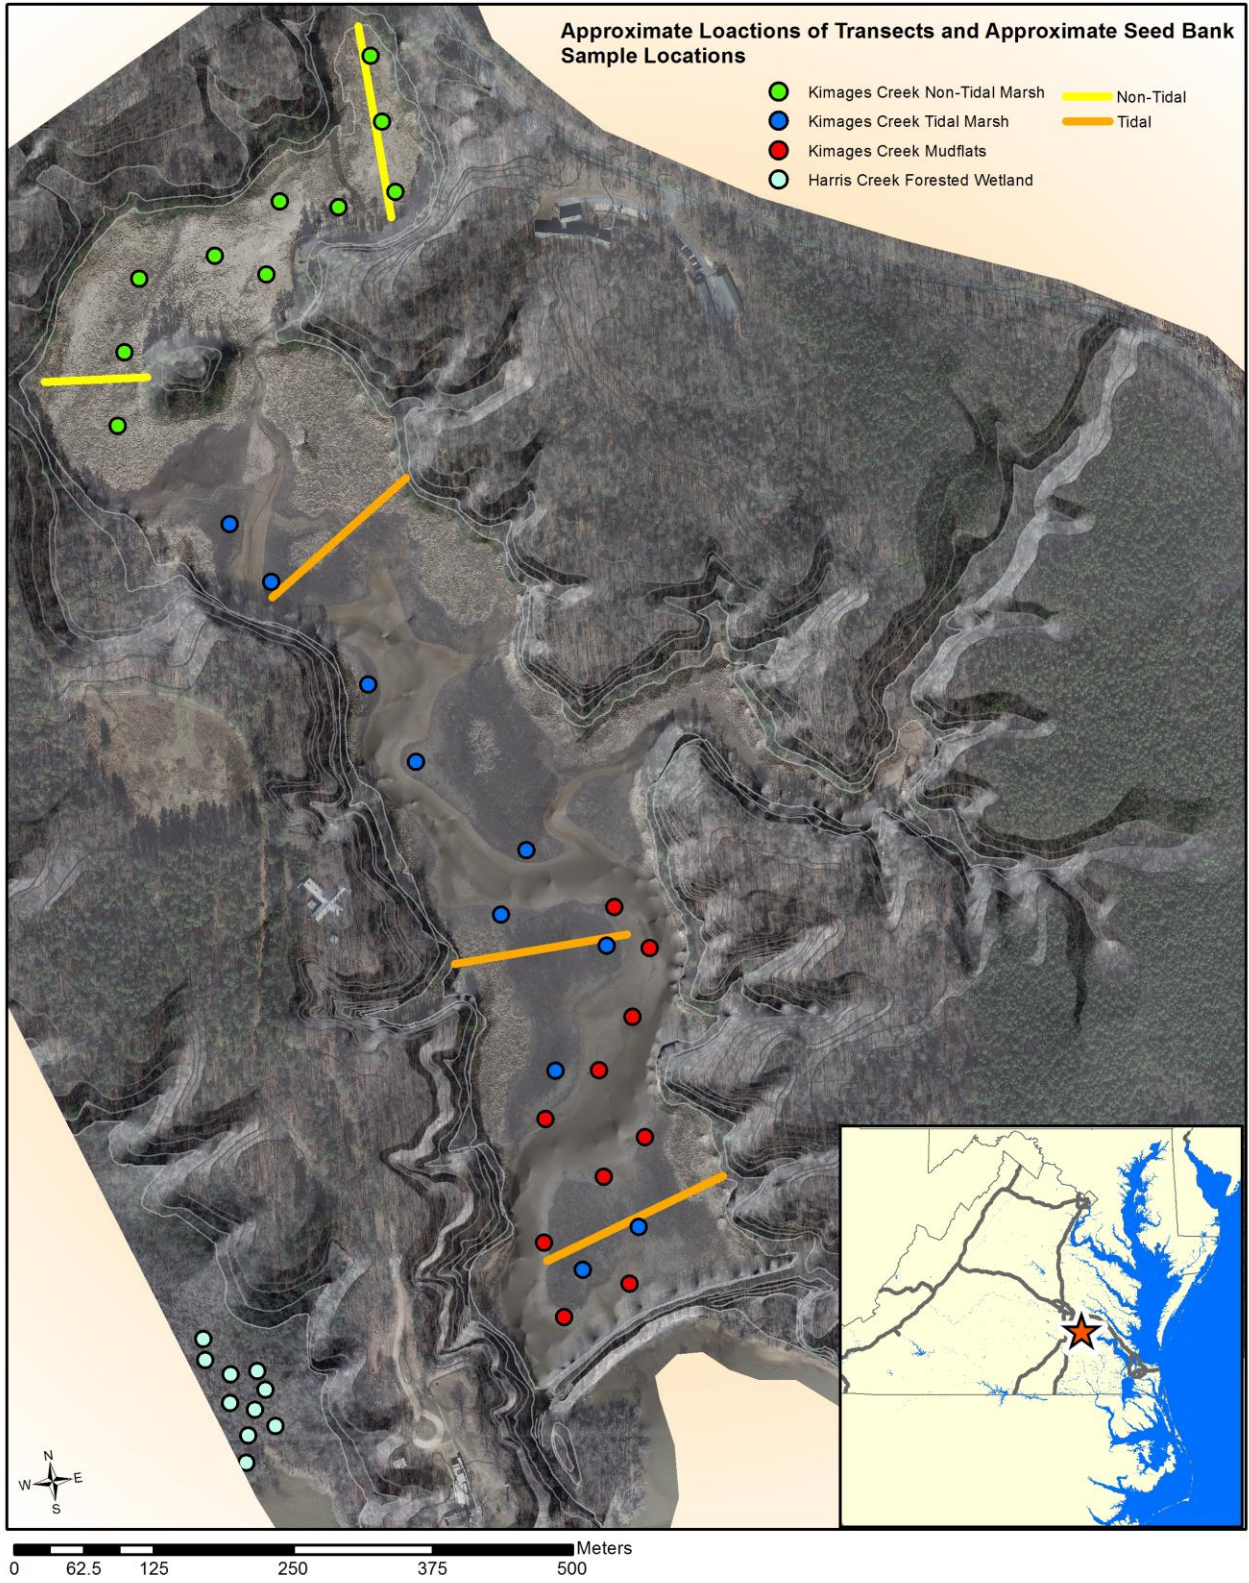 Approximate Loactions of Transects and Approximate Seed Bank
Sample Locations
Kimages Creek Non-Tidal Marsh
Kimages Creek Tidal Marsh
Kimages Creek Mudflats
Harris Creek Forested Wetland
Non-Tidal
Tidal
N
W E
S
Meters
0 62.5 125 250 375 500